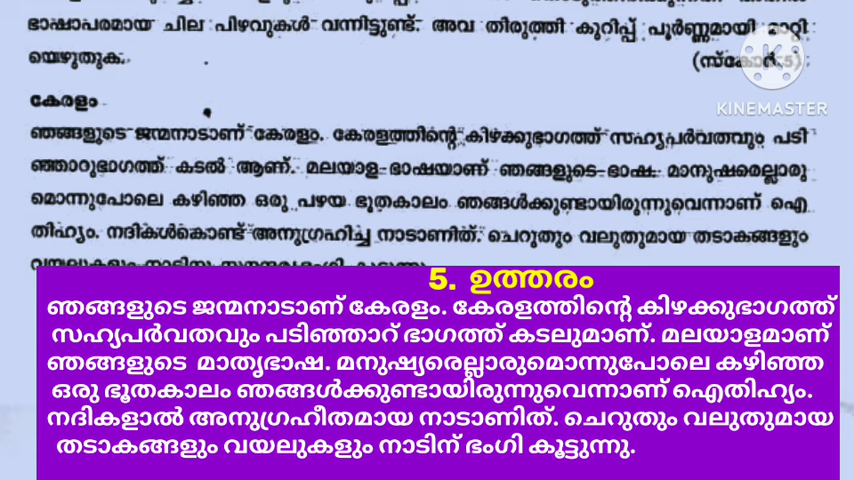 ഭാഷാപരമായ ചില പിഴവുകൾ വന്നിട്ടുണ്ട്. അവ തിരുത്തി കുറിപ്പ് പൂർണ്ണമായി മാറ്റി
യെഴുതുക.
(സ്കോർ:5)
KINEMASTER
കേരളം
ഞങ്ങളുടെ ജന്മനാടാണ് കേരളം. കേരളത്തിന്റെ കിഴക്കുഭാഗത്ത് സഹ്യപർവതവും പടി
ഞ്ഞാറുഭാഗത്ത് കടൽ ആണ്. മലയാള ഭാഷയാണ് ഞങ്ങളുടെ ഭാഷ. മാനുഷരെല്ലാരു
മൊന്നുപോലെ കഴിഞ്ഞ ഒരു പഴയ ഭൂതകാലം ഞങ്ങൾക്കുണ്ടായിരുന്നുവെന്നാണ് ഐ
തിഹ്യം. നദികൾകൊണ്ട് അനുഗ്രഹിച്ച നാടാണിത്. ചെറുതും വലുതുമായ തടാകങ്ങളും
5. ഉത്തരം
ഞങ്ങളുടെ ജന്മനാടാണ് കേരളം. കേരളത്തിന്റെ കിഴക്കുഭാഗത്ത്
സഹ്യപർവതവും പടിഞ്ഞാറ് ഭാഗത്ത് കടലുമാണ്. മലയാളമാണ്
ഞങ്ങളുടെ മാതൃഭാഷ. മനുഷ്യരെല്ലാരുമൊന്നുപോലെ കഴിഞ്ഞ
ഒരു ഭൂതകാലം ഞങ്ങൾക്കുണ്ടായിരുന്നുവെന്നാണ് ഐതിഹ്യം.
നദികളാൽ അനുഗ്രഹീതമായ നാടാണിത്. ചെറുതും വലുതുമായ
തടാകങ്ങളും വയലുകളും നാടിന് ഭംഗി കൂട്ടുന്നു.